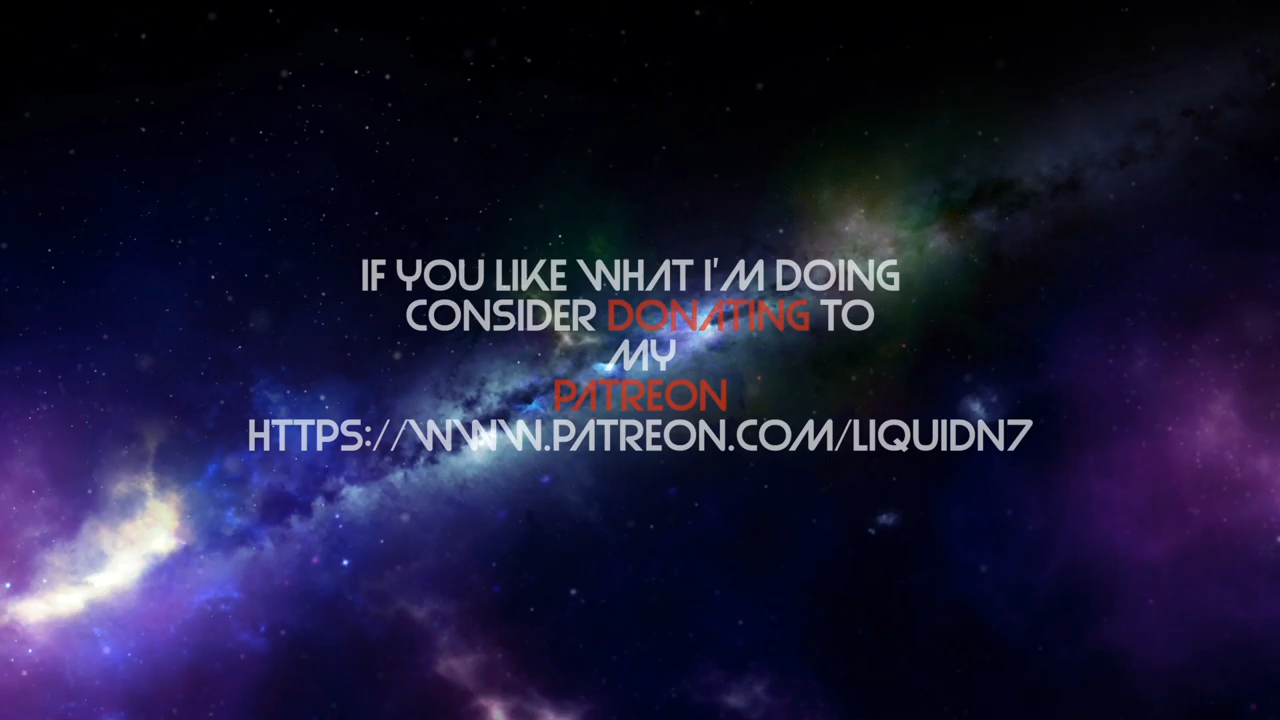 IF YOU LIKE WHAT I'M DOING
CONSIDER DONATING TO
MY
PATREON
HTTPS://WWW.PATREON.COM/LIQUIDN7